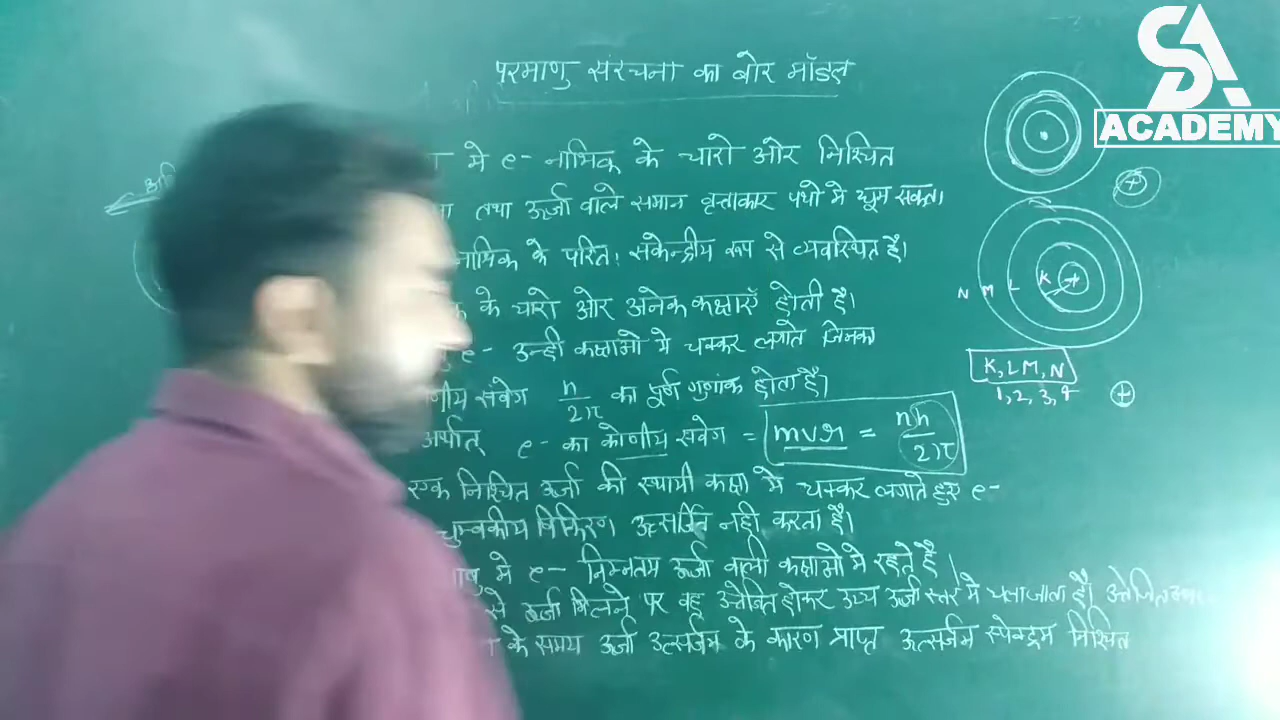 SA
ACADEMY
परमाणु संरचना का बोर मॉडल
मे e- नाभिक के चारो ओर निश्चित
तथा ऊर्जा वाले समान वृत्ताकार पथो मे घूम सकता
नाभिक के परितः संकेन्द्रीय रूप से व्यवस्थित है।
के चारो ओर अनेक कक्षाएँ होती है।
e- उन्ही कक्षाओ मे चक्कर लगाते जिनका
संवेग n/2π का पूर्ण गुणांक होता है।
अर्थात् e- का कोणीय संवेग = mvr = nh/2π
एक निश्चित ऊर्जा की स्थायी कक्षा मे चक्कर लगाते हुए e-
चुम्बकीय विकिरण उत्सर्जित नही करता है।
मे e- निम्नतम ऊर्जा वाली कक्षाओ मे रहते है।
से ऊर्जा मिलने पर वह उत्तेजित होकर उच्च ऊर्जा स्तर मे चला जाता है।
के समय ऊर्जा उत्सर्जन के कारण प्राप्त उत्सर्जन स्पेक्ट्रम निश्चित
+
N M L K +
K, L M, N
1, 2, 3, 4
+